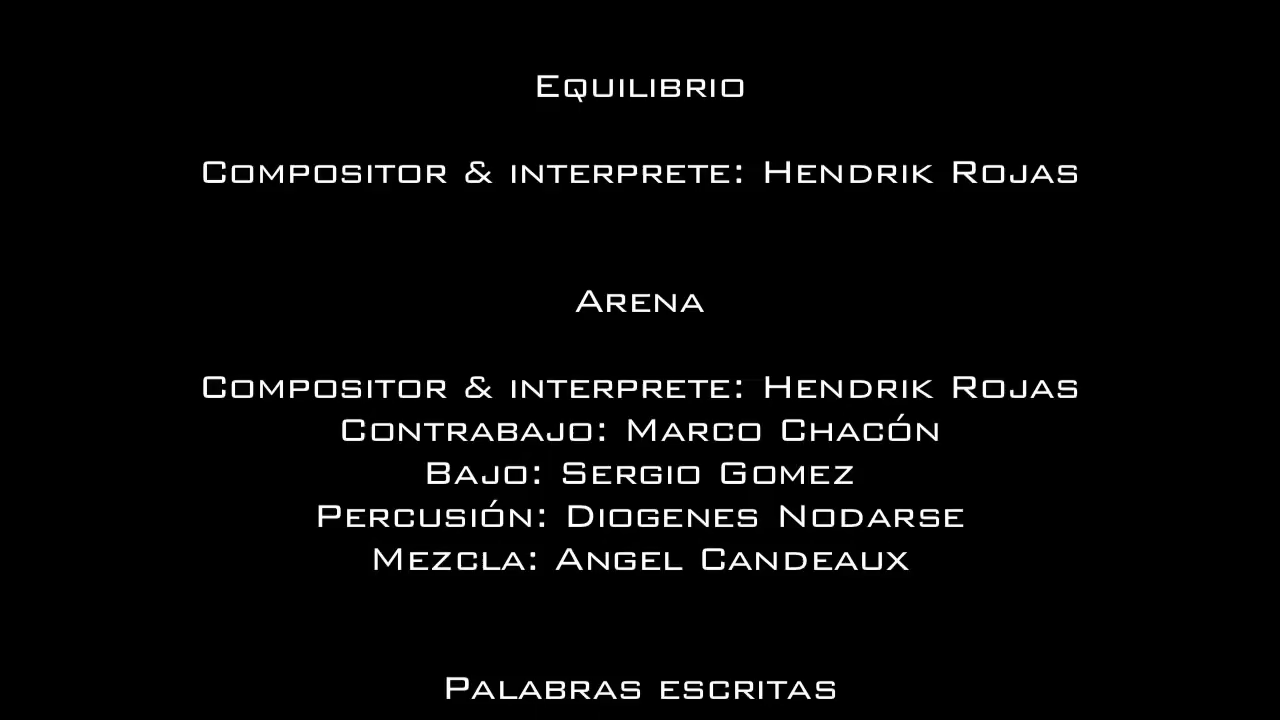 Equilibrio
Compositor & interprete: Hendrik Rojas
Arena
Compositor & interprete: Hendrik Rojas
Contrabajo: Marco Chacón
Bajo: Sergio Gomez
Percusión: Diogenes Nodarse
Mezcla: Angel Candeaux
Palabras escritas